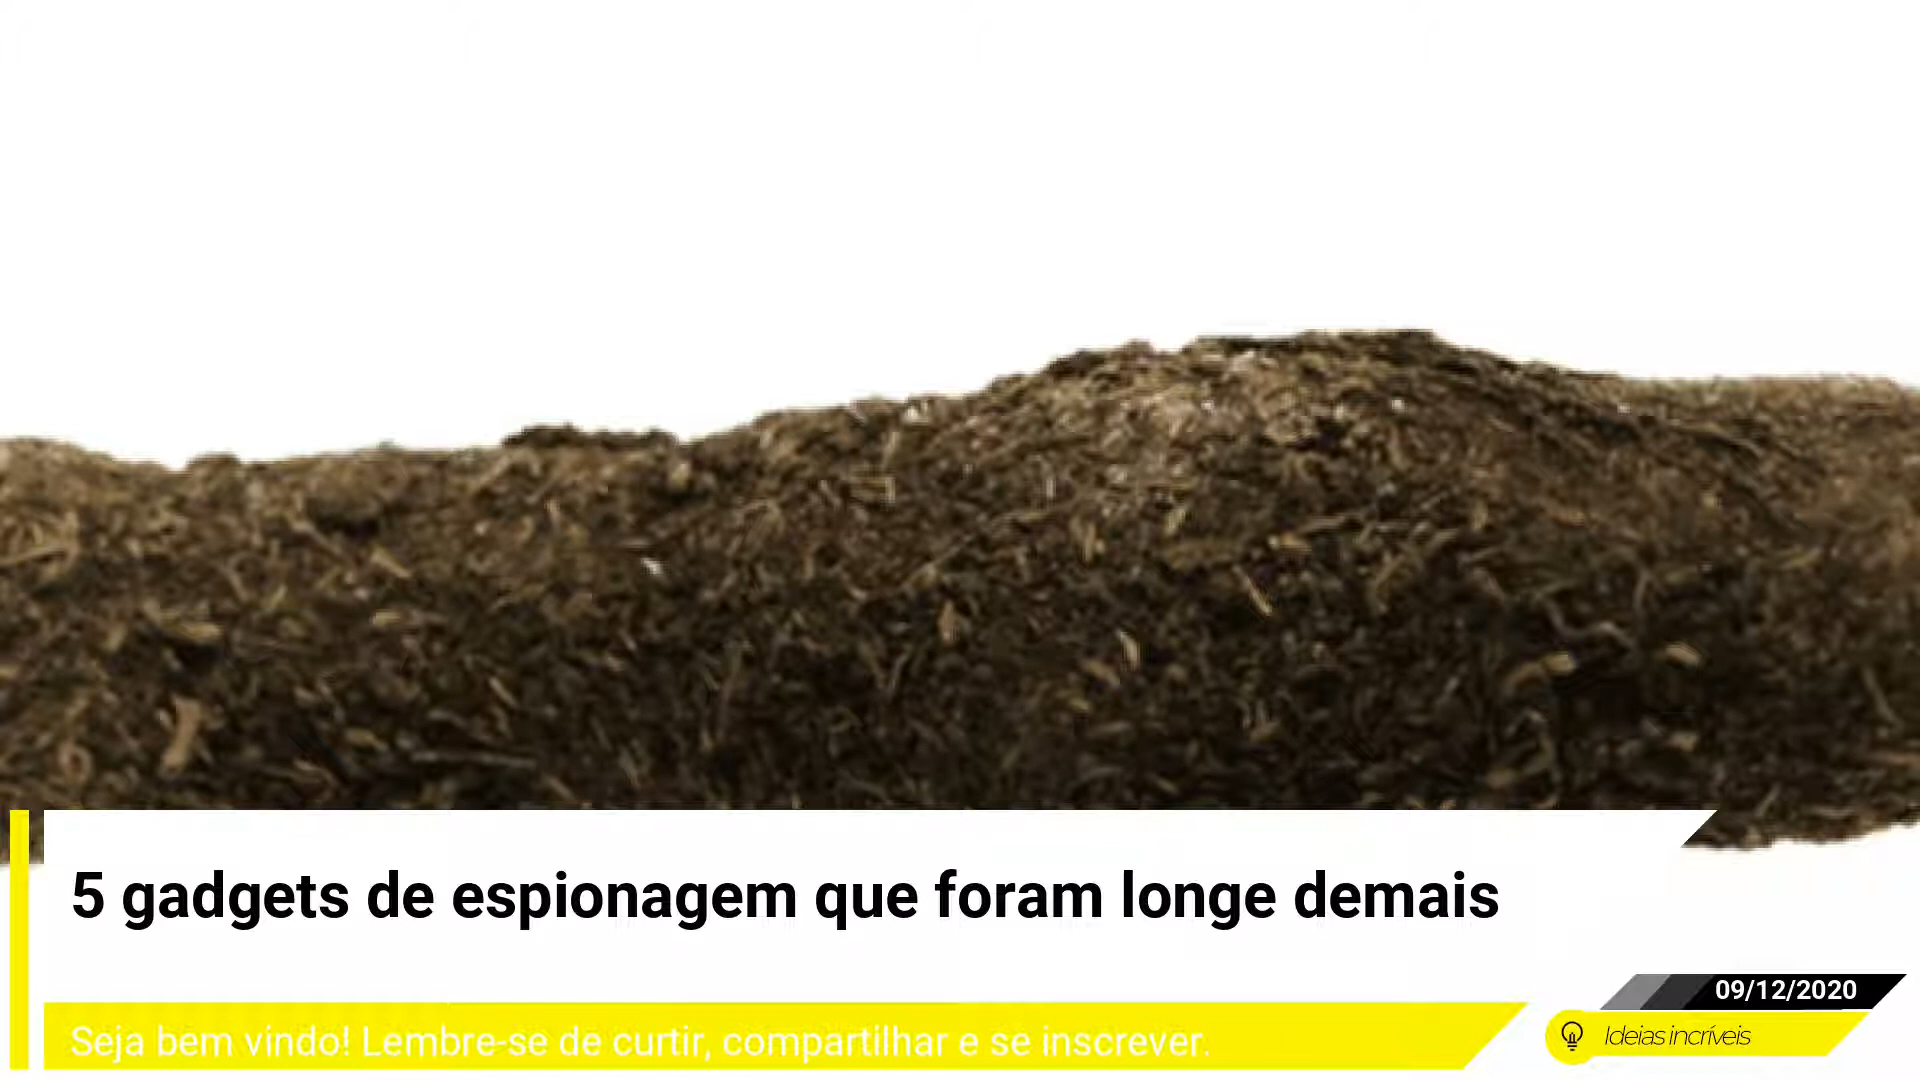 5 gadgets de espionagem que foram longe demais
09/12/2020
Seja bem vindo! Lembre-se de curtir, compartilhar e se inscrever.
Ideias incríveis